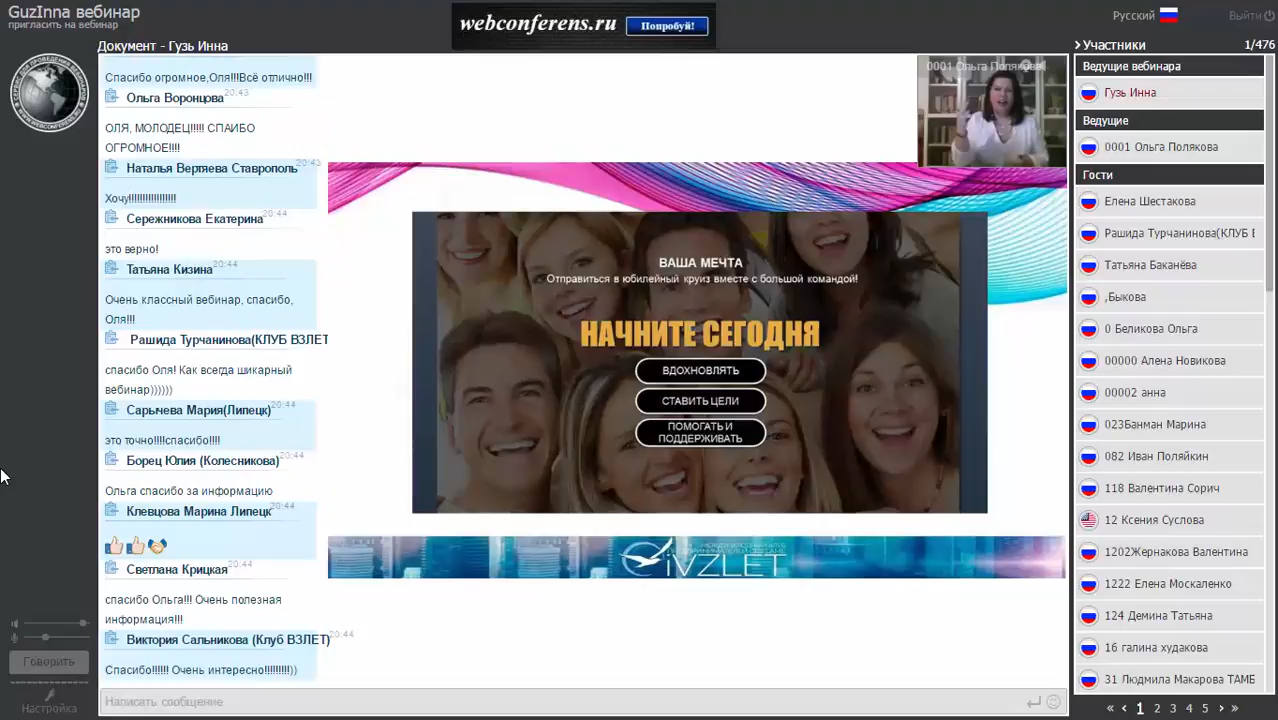 GuzInna вебинар
пригласить на вебинар
webconferens.ru
Попробуй!
Русский
Выйти
Документ - Гузь Инна
Спасибо огромное,Оля!!!Всё отлично!!!
Ольга Воронцова 20:43
ОЛЯ, МОЛОДЕЦ!!!!! СПАИБО
ОГРОМНОЕ!!!!
Наталья Вертяева Ставрополь 20:43
Хочу!!!!!!!!!!!!!!!!!
Сережникова Екатерина 20:44
это верно!
Татьяна Кизина 20:44
Очень классный вебинар, спасибо,
Оля!!!
Рашида Турчанинова(КЛУБ ВЗЛЕТ
спасибо Оля! Как всегда шикарный
вебинар))))))
Сарычева Мария(Липецк) 20:44
это точно!!!!спасибо!!!!
Борец Юлия (Колесникова) 20:44
Ольга спасибо за информацию
Клевцова Марина Липецк 20:44
Светлана Крицкая 20:44
спасибо Ольга!!! Очень полезная
информация!!!
Виктория Сальникова (Клуб ВЗЛЕТ) 20:44
Спасибо!!!!!! Очень интересно!!!!!!!!!))
Написать сообщение
Говорить
Настройка
0001 Ольга Полякова
ВАША МЕЧТА
Отправиться в юбилейный круиз вместе с большой командой!
НАЧНИТЕ СЕГОДНЯ
ВДОХНОВЛЯТЬ
СТАВИТЬ ЦЕЛИ
ПОМОГАТЬ И
ПОДДЕРЖИВАТЬ
iVZLET
Участники 1/476
Ведущие вебинара
Гузь Инна
Ведущие
0001 Ольга Полякова
Гости
Елена Шестакова
Рашида Турчанинова(КЛУБ Е
Татьяна Баканёва
,Быкова
0 Беликова Ольга
00000 Алена Новикова
00002 анна
023Банман Марина
082 Иван Поляйкин
118 Валентина Сорич
12 Ксения Суслова
1202Жернакова Валентина
1222 Елена Москаленко
124 Демина Татьяна
16 галина худакова
31 Людмила Макарова ТАМБ
« ‹ 1 2 3 4 5 › »